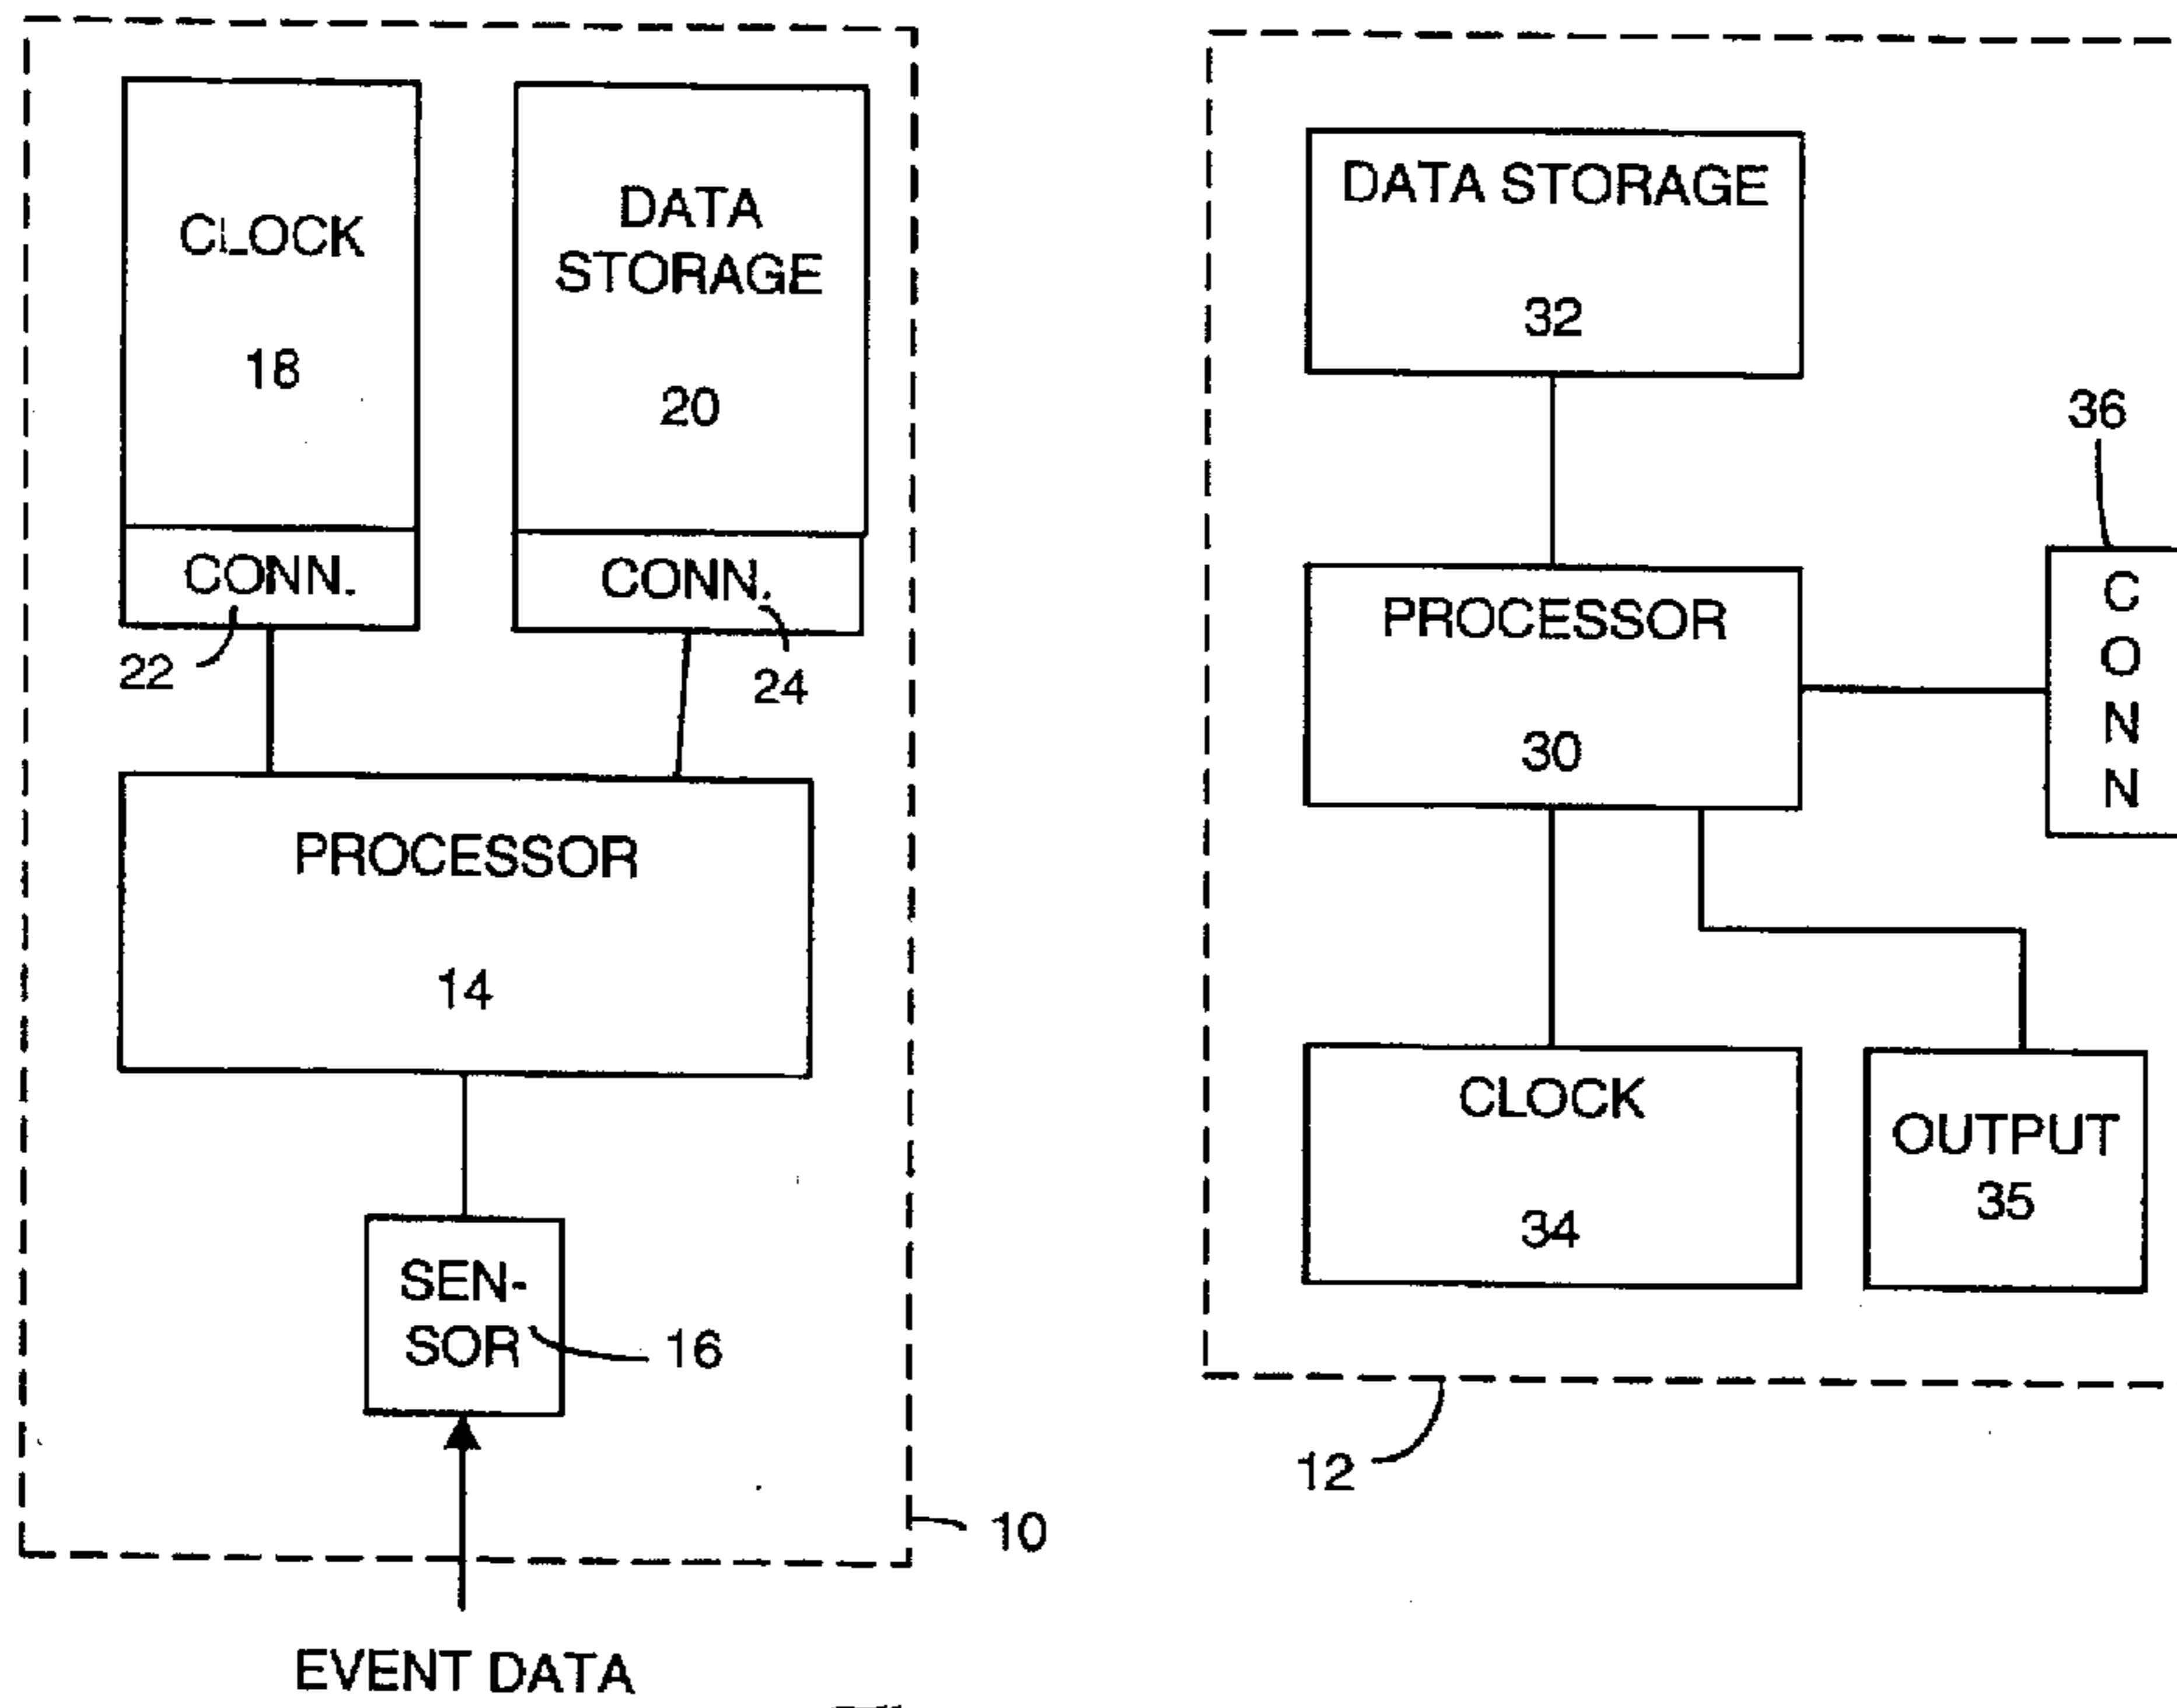 CLOCK
18
CONN.
22
DATA
STORAGE
20
CONN.
24
PROCESSOR
14
SEN-
SOR
16
10
EVENT DATA
DATA STORAGE
32
PROCESSOR
30
36
C
O
N
N
CLOCK
34
OUTPUT
35
12